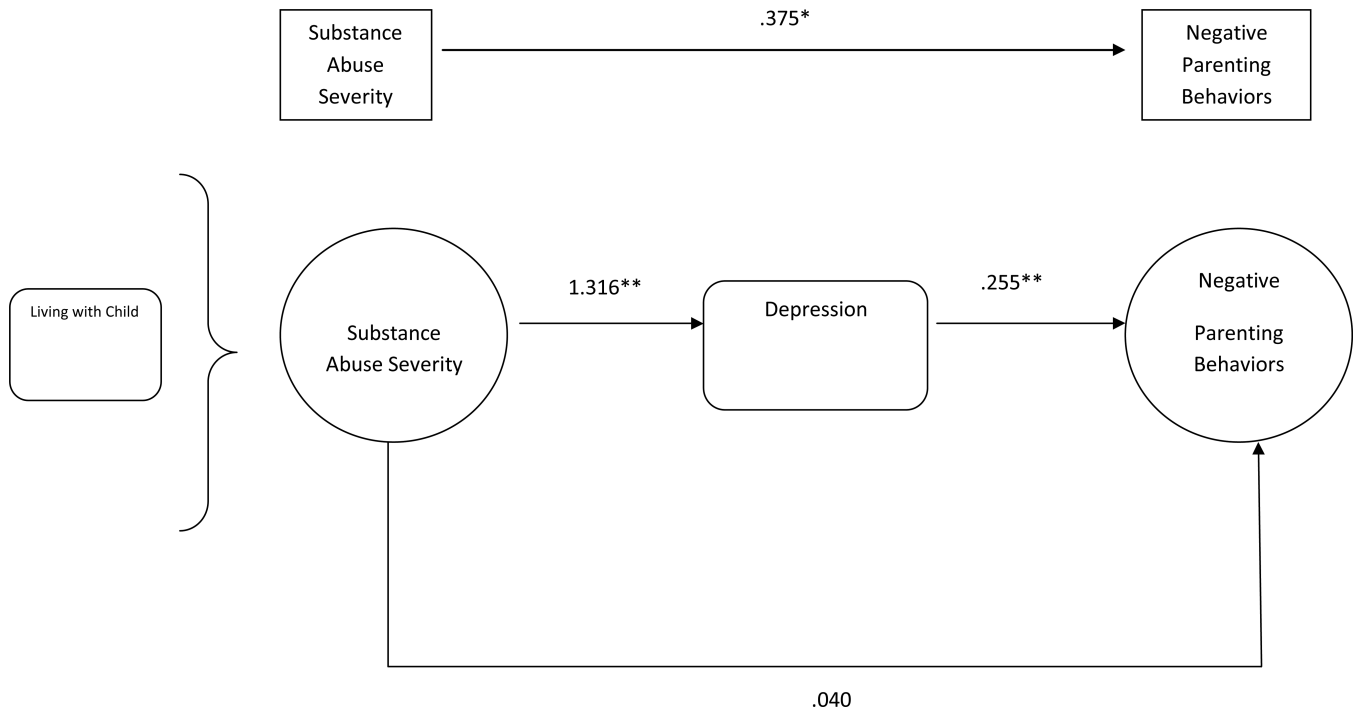 .375*
Substance
Abuse
Severity
Negative
Parenting
Behaviors
Living with Child
Substance
Abuse Severity
1.316**
Depression
.255**
Negative
Parenting
Behaviors
.040